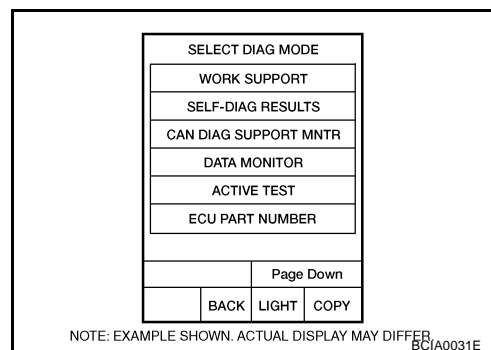 SELECT DIAG MODE
WORK SUPPORT
SELF-DIAG RESULTS
CAN DIAG SUPPORT MNTR
DATA MONITOR
ACTIVE TEST
ECU PART NUMBER
Page Down
BACK LIGHT COPY
NOTE: EXAMPLE SHOWN. ACTUAL DISPLAY MAY DIFFER.
BCIA0031E